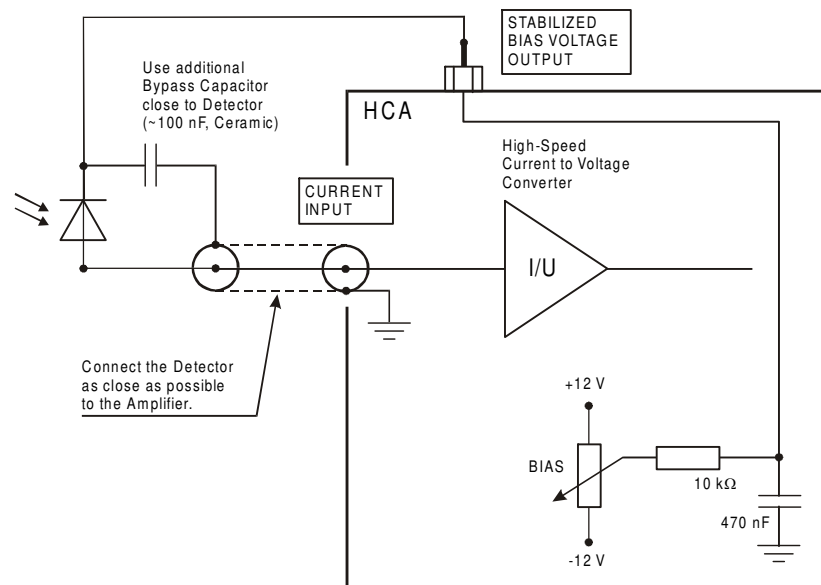 STABILIZED
BIAS VOLTAGE
OUTPUT
Use additional
Bypass Capacitor
close to Detector
(~100 nF, Ceramic)
HCA
High-Speed
Current to Voltage
Converter
CURRENT
INPUT
I/U
Connect the Detector
as close as possible
to the Amplifier.
+12 V
BIAS
10 kΩ
470 nF
-12 V